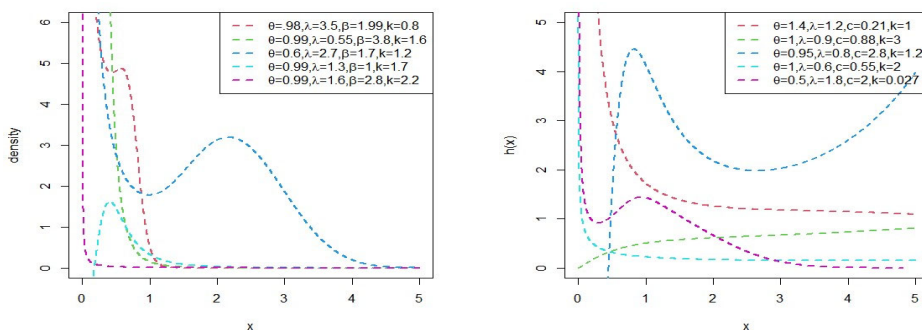 θ=.98,λ=3.5,β=1.99,k=0.8
θ=0.99,λ=0.55,β=3.8,k=1.6
θ=0.6,λ=2.7,β=1.7,k=1.2
θ=0.99,λ=1.3,β=1,k=1.7
θ=0.99,λ=1.6,β=2.8,k=2.2
density
6
5
4
3
2
1
0
0 1 2 3 4 5
x
θ=1.4,λ=1.2,c=0.21,k=1
θ=1,λ=0.9,c=0.88,k=3
θ=0.95,λ=0.8,c=2.8,k=1.2
θ=1,λ=0.6,c=0.55,k=2
θ=0.5,λ=1.8,c=2,k=0.027
h(x)
5
4
3
2
1
0
0 1 2 3 4 5
x